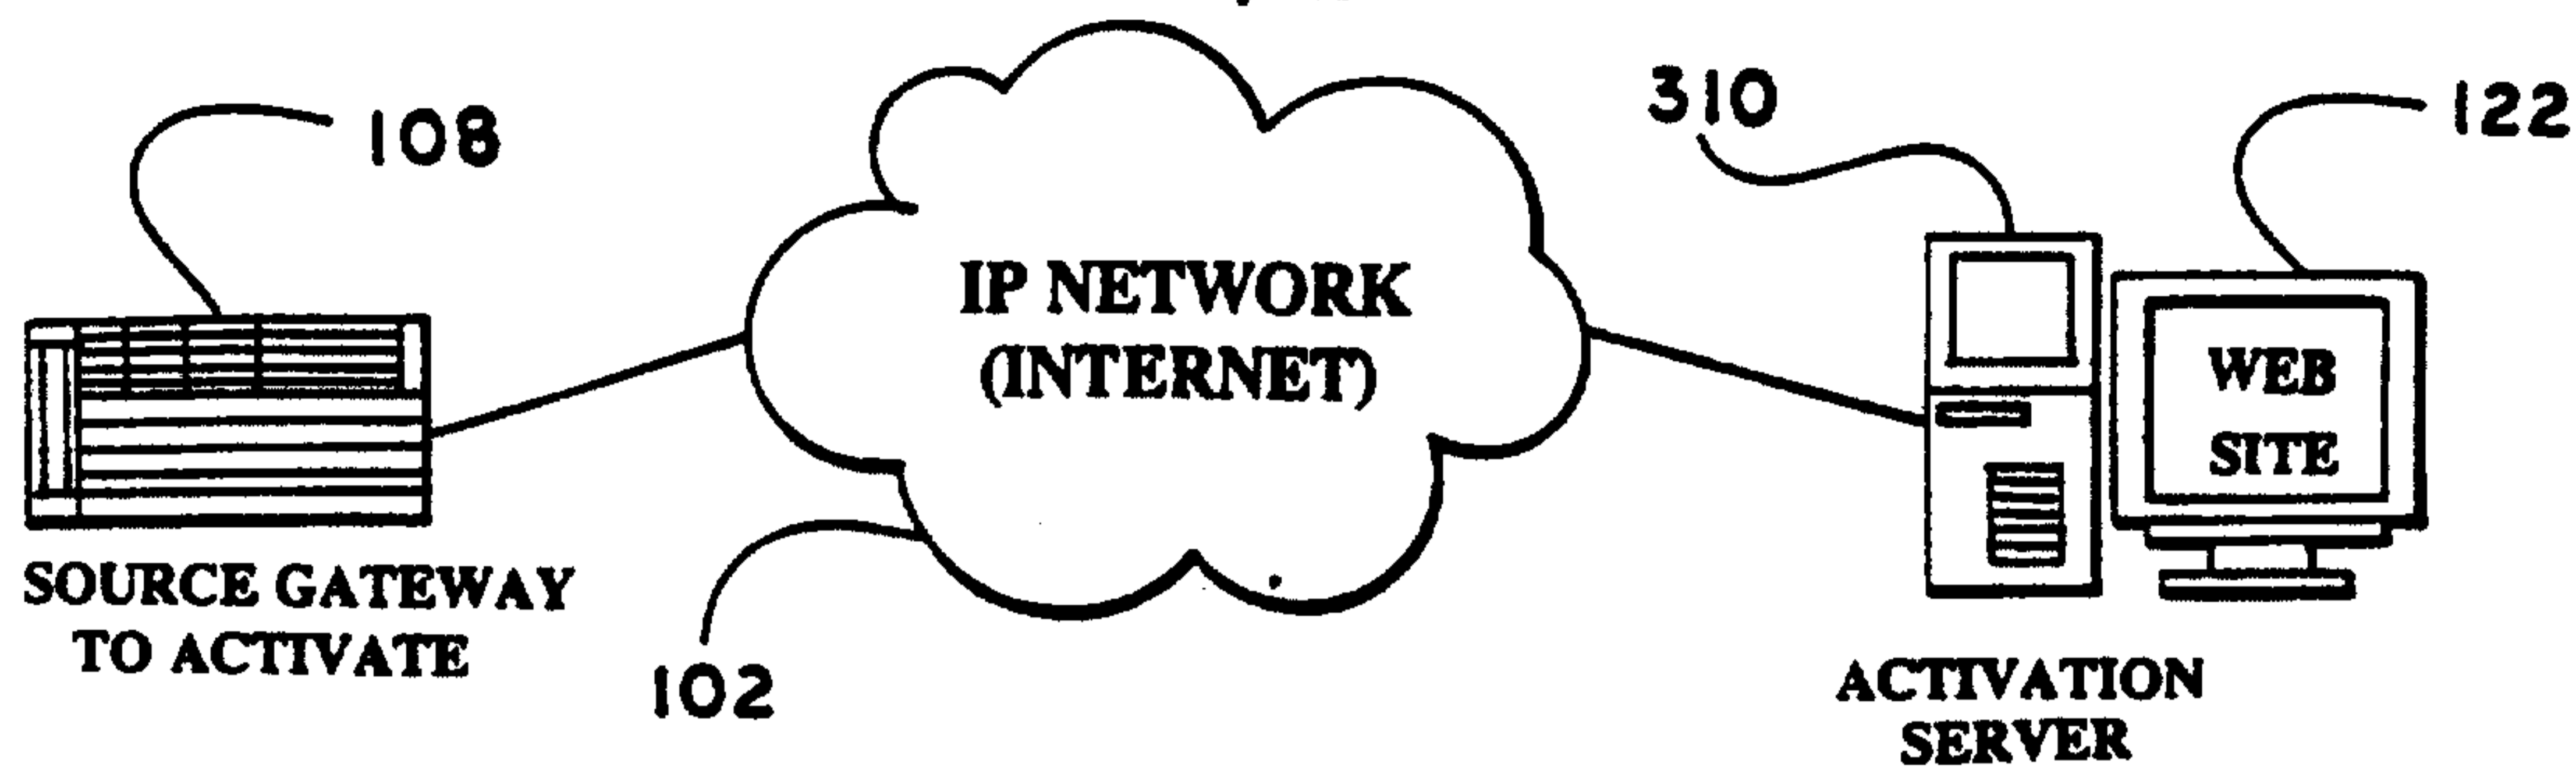 108
310
122
IP NETWORK
(INTERNET)
WEB
SITE
SOURCE GATEWAY
TO ACTIVATE
102
ACTIVATION
SERVER